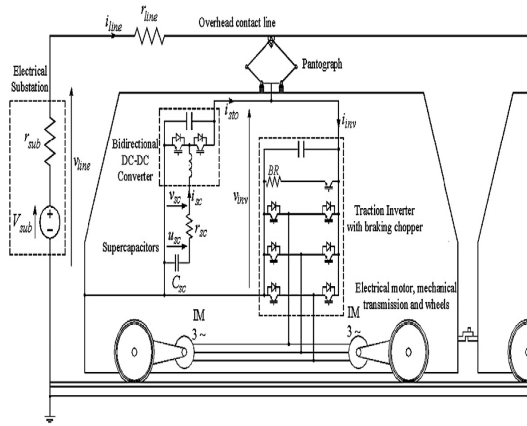 i_line
r_line
Overhead contact line
Electrical
Substation
Pantograph
i_sto
i_inv
Bidirectional
DC-DC
Converter
r_sub
v_line
BR
v_sc
i_sc
v_inv
V_sub
Supercapacitors
r_sc
u_sc
C_sc
Traction Inverter
with braking chopper
Electrical motor, mechanical
transmission and wheels
IM
3 ~
IM
3 ~